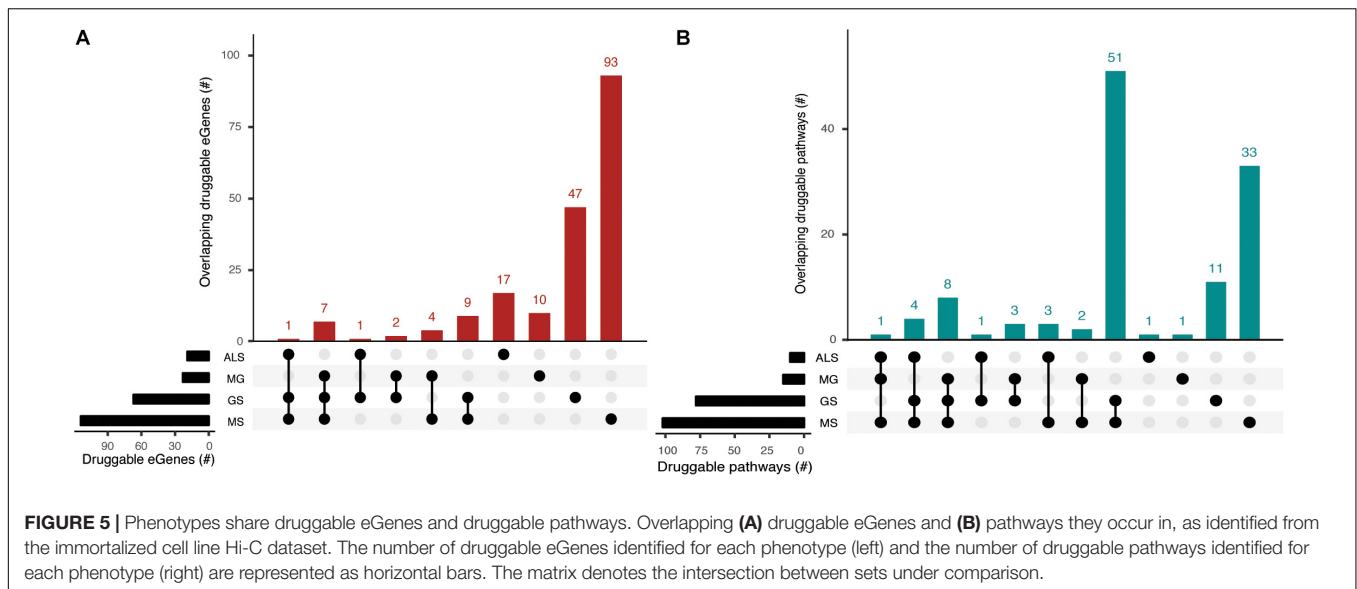 A
Overlapping druggable eGenes (#)
100
75
50
25
0
1
7
1
2
4
9
17
10
47
93
ALS
MG
GS
MS
90 60 30 0
Druggable eGenes (#)
B
Overlapping druggable pathways (#)
40
20
0
1
4
8
1
3
3
2
51
1
1
11
33
ALS
MG
GS
MS
100 75 50 25 0
Druggable pathways (#)
FIGURE 5 | Phenotypes share druggable eGenes and druggable pathways. Overlapping (A) druggable eGenes and (B) pathways they occur in, as identified from
the immortalized cell line Hi-C dataset. The number of druggable eGenes identified for each phenotype (left) and the number of druggable pathways identified for
each phenotype (right) are represented as horizontal bars. The matrix denotes the intersection between sets under comparison.